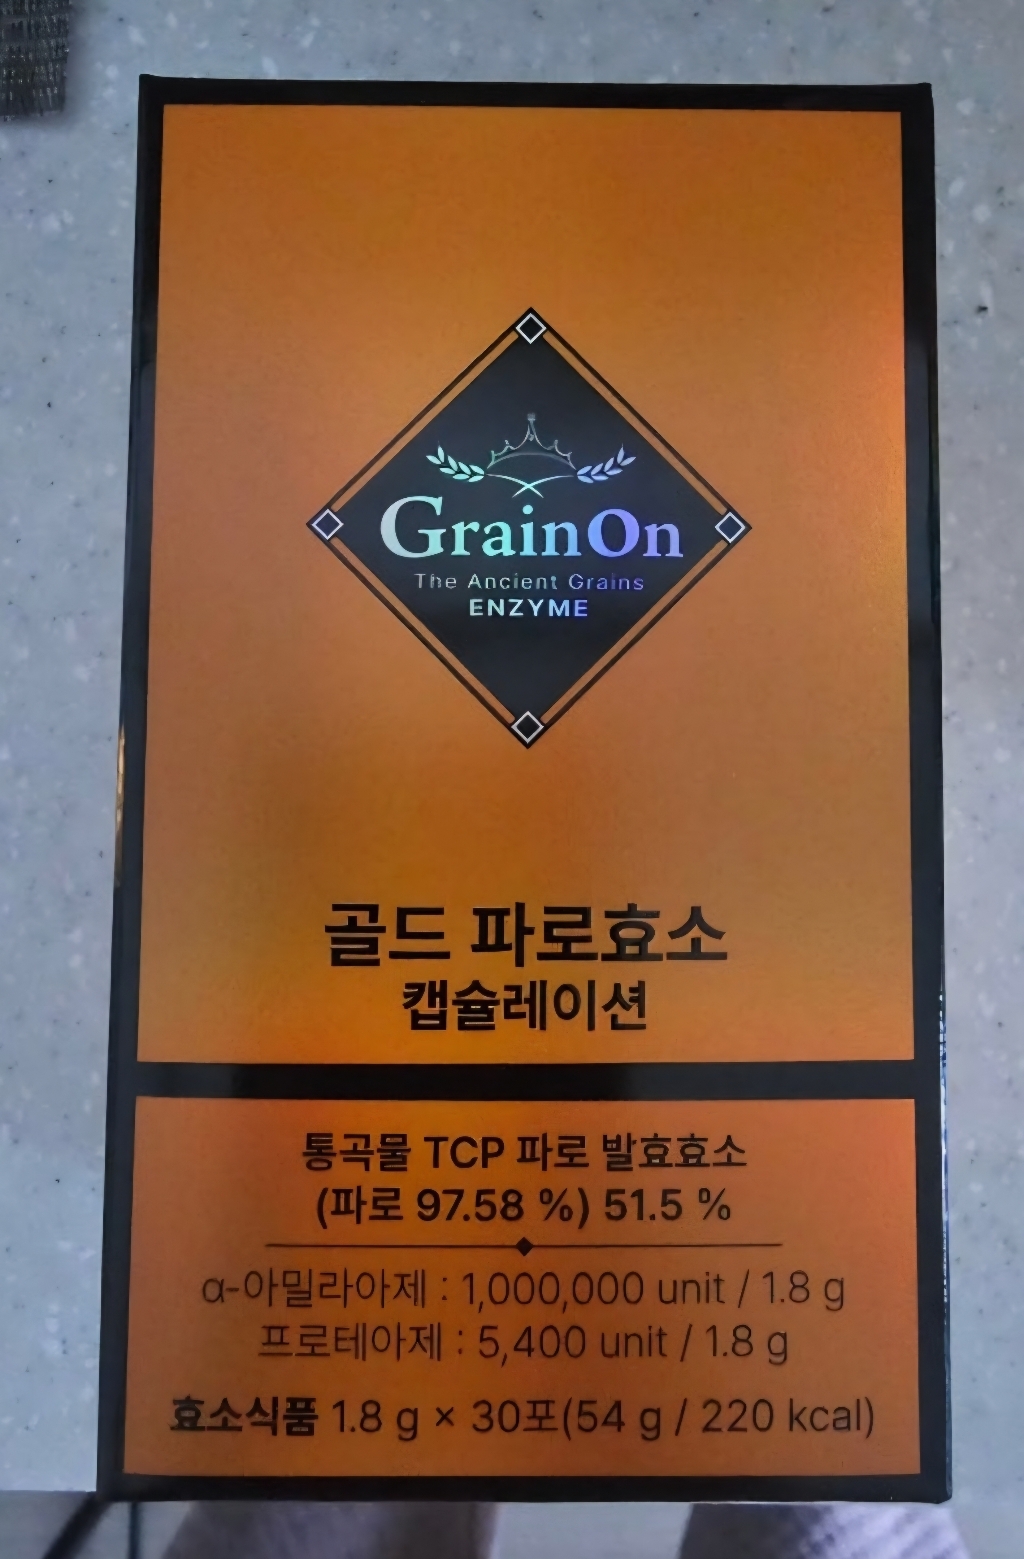 GrainOn
The Ancient Grains
ENZYME
골드 파로효소
캡슐레이션
통곡물 TCP 파로 발효효소
(파로 97.58 %) 51.5 %
α-아밀라아제 : 1,000,000 unit / 1.8 g
프로테아제 : 5,400 unit / 1.8 g
효소식품 1.8 g × 30포(54 g / 220 kcal)